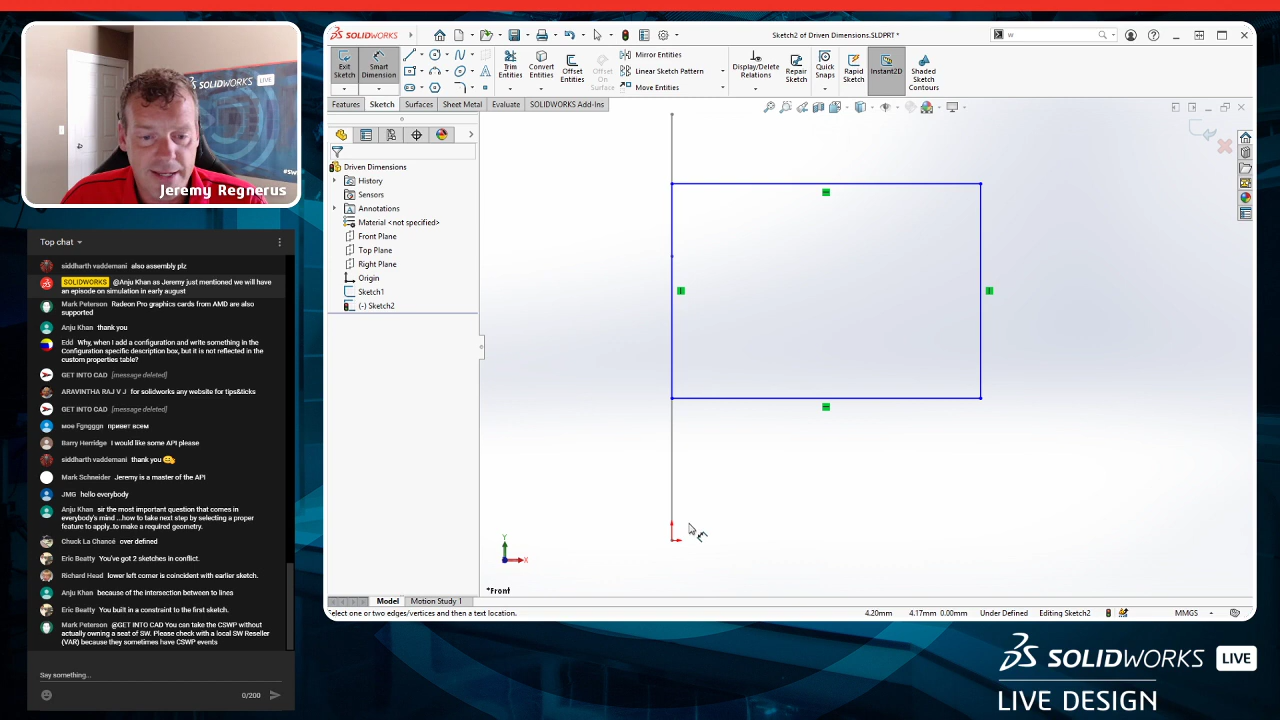 SOLIDWORKS LIVE
#SW
Jeremy Regnerus
Top chat
siddharth vaddemani also assembly plz
SOLIDWORKS @Anju Khan as Jeremy just mentioned we will have
an episode on simulation in early august
Mark Peterson Radeon Pro graphics cards from AMD are also
supported
Anju Khan thank you
Edd Why, when I add a configuration and write something in the
Configuration specific description box, but it is not reflected in the
custom properties table?
GET INTO CAD [message deleted]
ARAVINTHA RAJ V J for solidworks any website for tips&ticks
GET INTO CAD [message deleted]
мое Fgngggn привет всем
Barry Herridge I would like some API please
siddharth vaddemani thank you
Mark Schneider Jeremy is a master of the API
JMG hello everybody
Anju Khan sir the most important question that comes in
everybody's mind ...how to take next step by selecting a proper
feature to apply..to make a required geometry.
Chuck La Chancé over defined
Eric Beatty You've got 2 sketches in conflict.
Richard Head lower left corner is coincident with earlier sketch.
Anju Khan because of the intersection between to lines
Eric Beatty You built in a constraint to the first sketch.
Mark Peterson @GET INTO CAD You can take the CSWP without
actually owning a seat of SW. Please check with a local SW Reseller
(VAR) because they sometimes have CSWP events
Say something...
0/200
SOLIDWORKS
Sketch2 of Driven Dimensions.SLDPRT *
w
Exit
Sketch
Smart
Dimension
Trim
Entities
Convert
Entities
Offset
Entities
Offset
On
Surface
Mirror Entities
Linear Sketch Pattern
Move Entities
Display/Delete
Relations
Repair
Sketch
Quick
Snaps
Rapid
Sketch
Instant2D
Shaded
Sketch
Contours
Features
Sketch
Surfaces
Sheet Metal
Evaluate
SOLIDWORKS Add-Ins
Driven Dimensions
History
Sensors
Annotations
Material <not specified>
Front Plane
Top Plane
Right Plane
Origin
Sketch1
(-) Sketch2
Y
X
*Front
Model
Motion Study 1
Select one or two edges/vertices and then a text location.
4.20mm
4.17mm 0.00mm
Under Defined
Editing Sketch2
MMGS
SOLIDWORKS LIVE
LIVE DESIGN